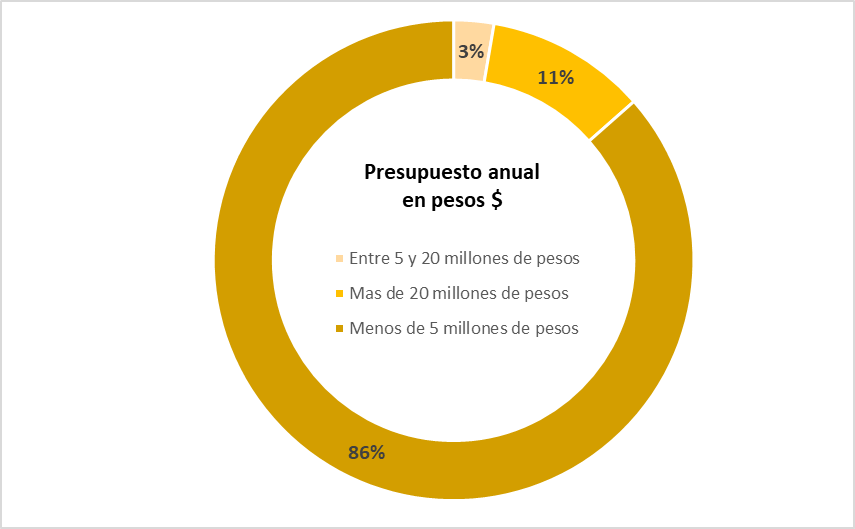 3%
11%
Presupuesto anual
en pesos $
Entre 5 y 20 millones de pesos
Mas de 20 millones de pesos
Menos de 5 millones de pesos
86%